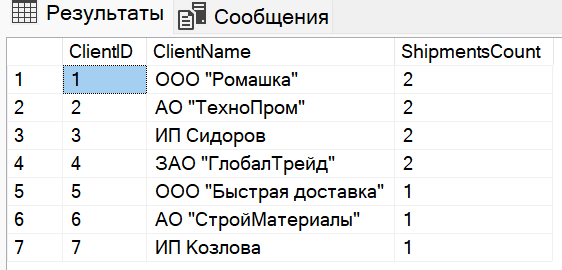 Результаты Сообщения
ClientID ClientName ShipmentsCount
1 1 ООО "Ромашка" 2
2 2 АО "ТехноПром" 2
3 3 ИП Сидоров 2
4 4 ЗАО "ГлобалТрейд" 2
5 5 ООО "Быстрая доставка" 1
6 6 АО "СтройМатериалы" 1
7 7 ИП Козлова 1